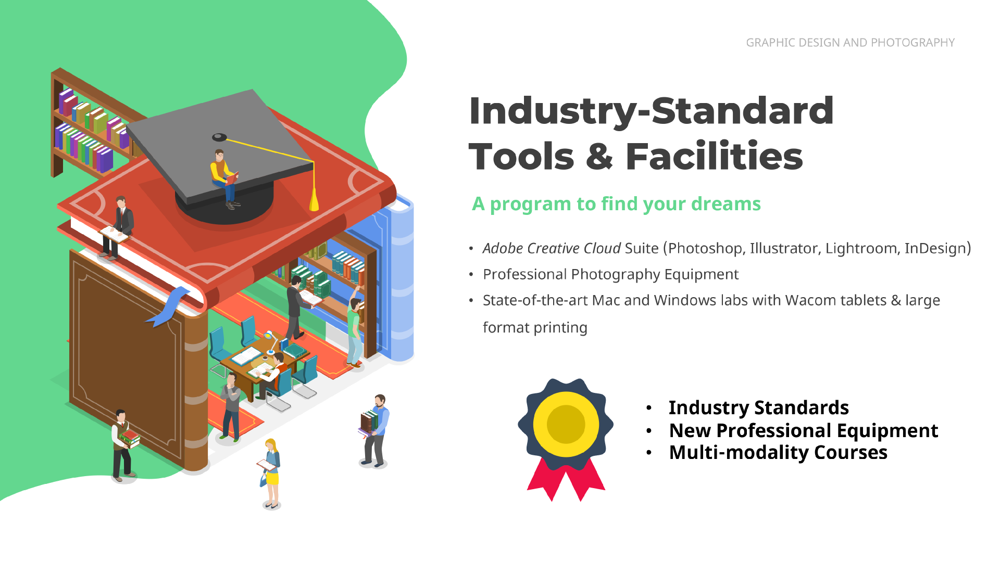 GRAPHIC DESIGN AND PHOTOGRAPHY
Industry-Standard
Tools & Facilities
A program to find your dreams
• Adobe Creative Cloud Suite (Photoshop, Illustrator, Lightroom, InDesign)
• Professional Photography Equipment
• State-of-the-art Mac and Windows labs with Wacom tablets & large
format printing
• Industry Standards
• New Professional Equipment
• Multi-modality Courses